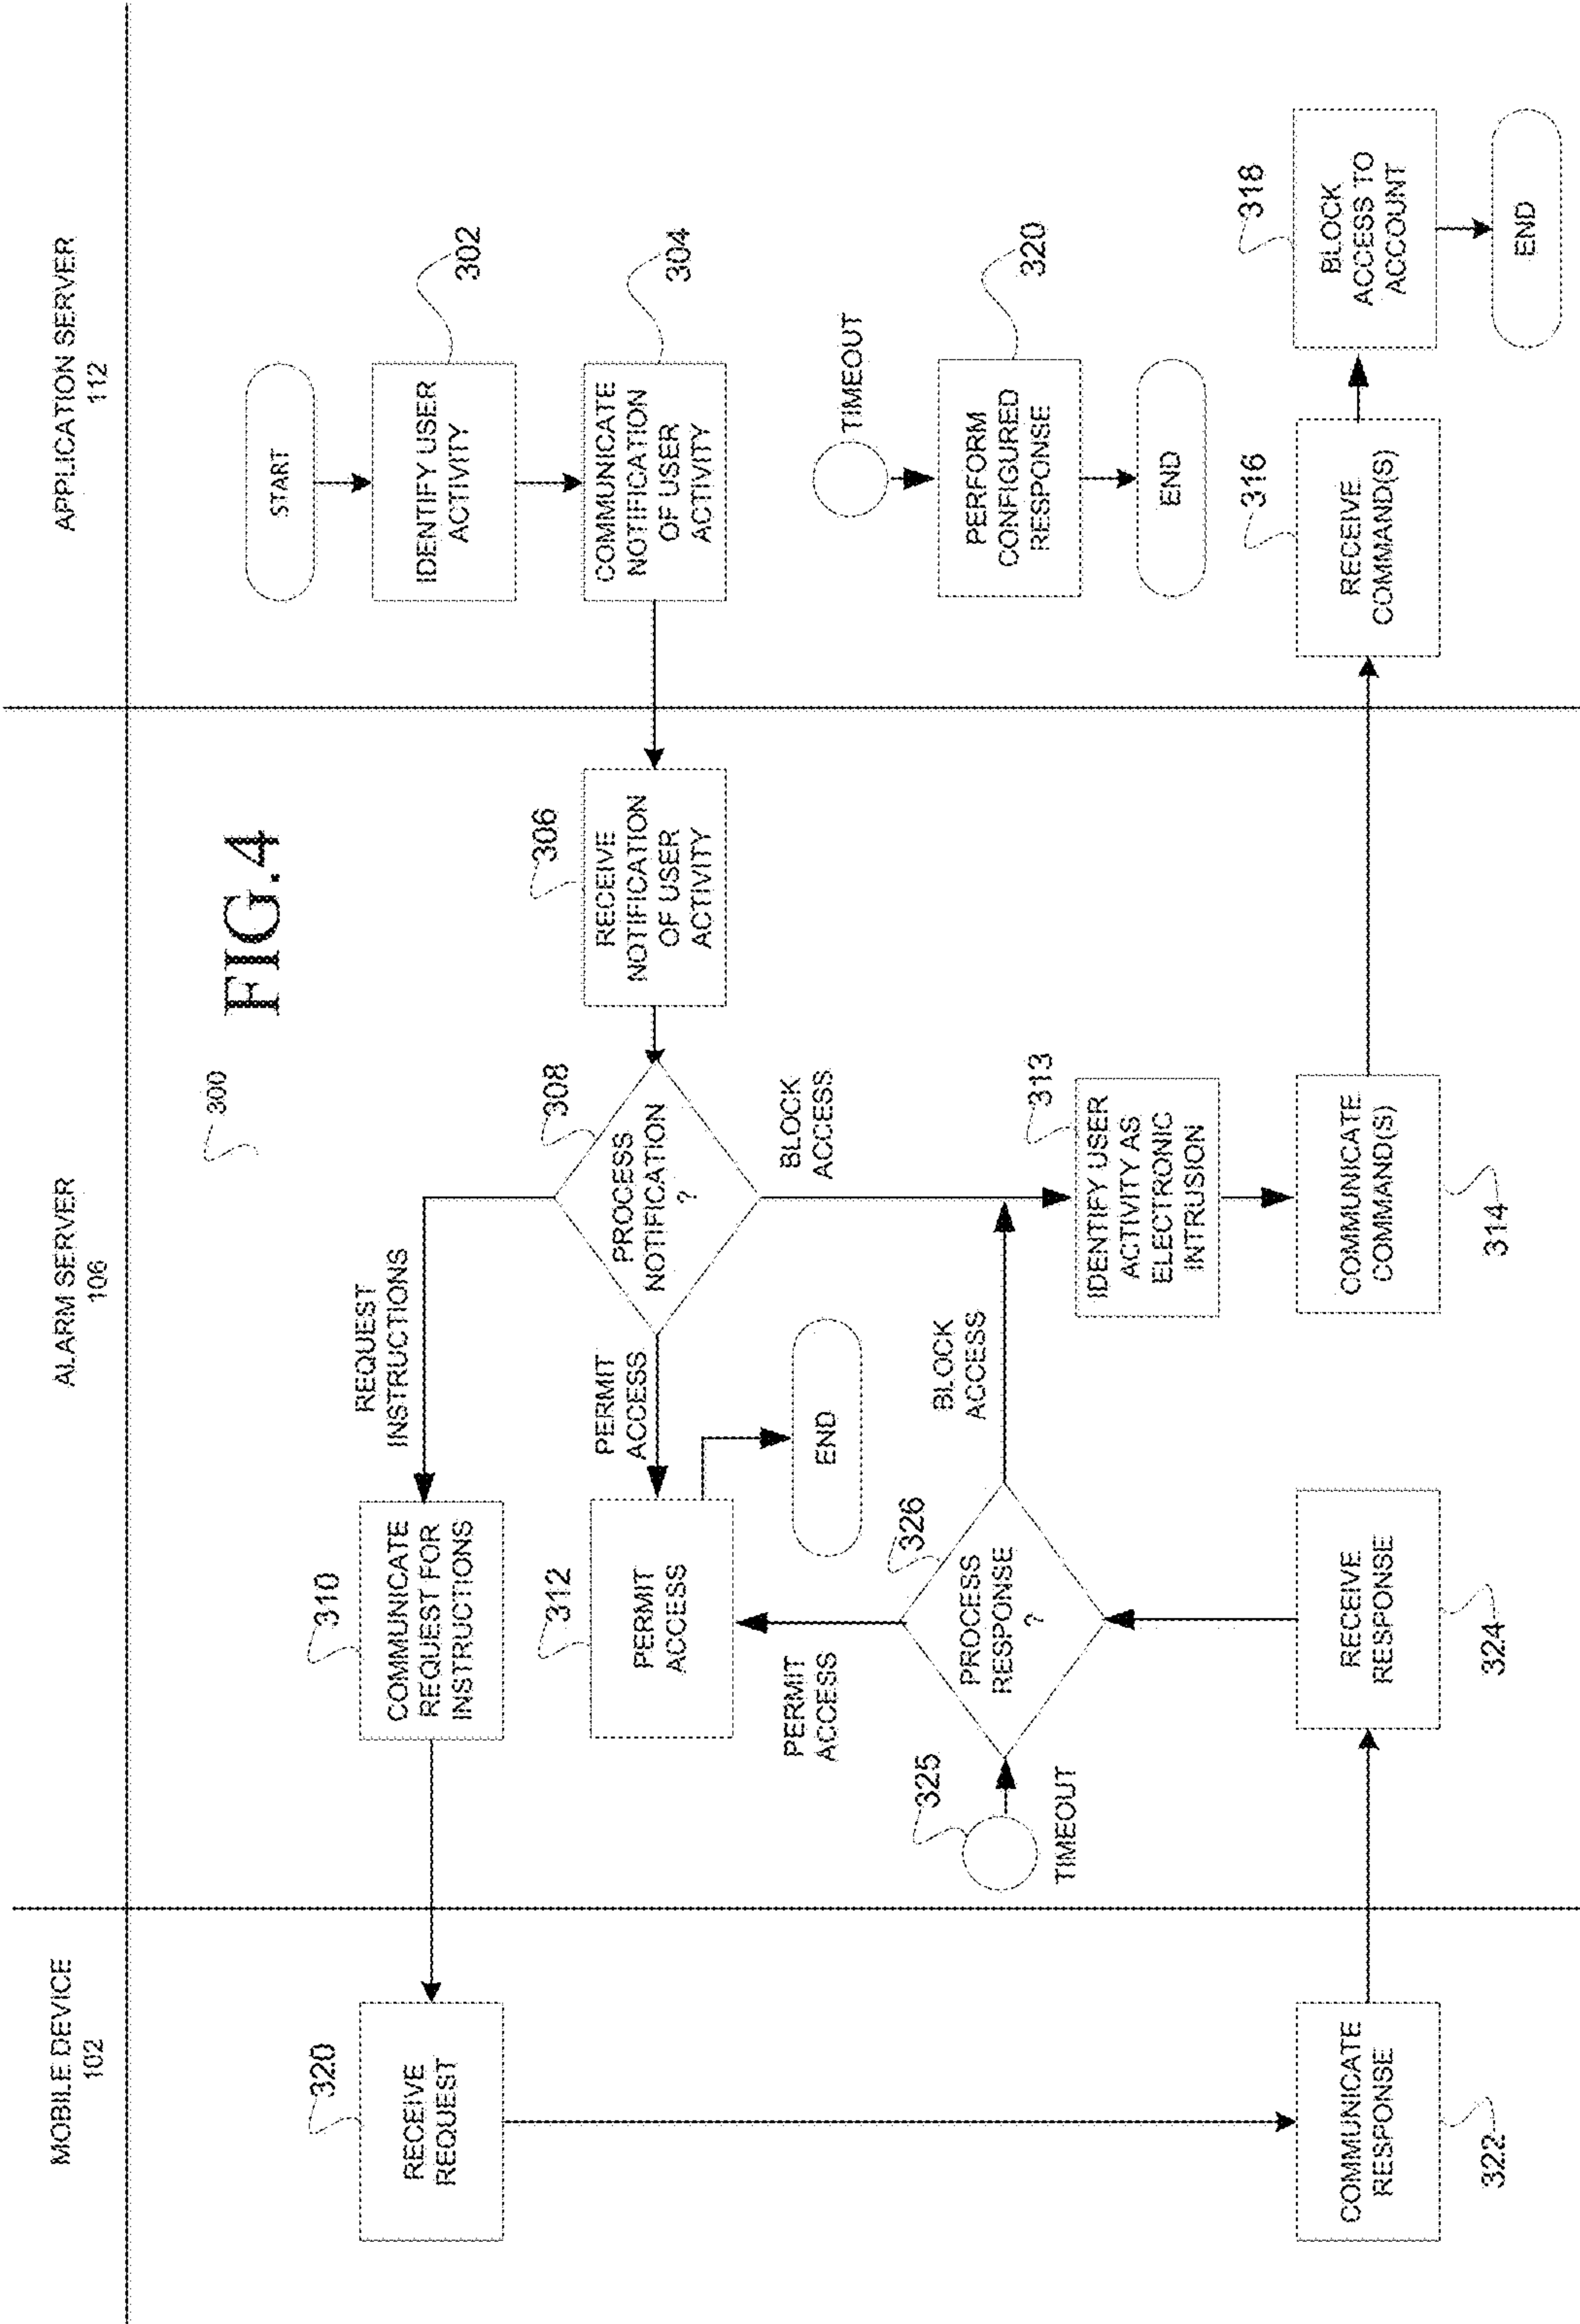 MOBILE DEVICE
102
ALARM SERVER
106
APPLICATION SERVER
112
300
FIG.4
START
IDENTIFY USER
ACTIVITY
302
COMMUNICATE
NOTIFICATION
OF USER
ACTIVITY
304
306
RECEIVE
NOTIFICATION
OF USER
ACTIVITY
308
PROCESS
NOTIFICATION
?
REQUEST
INSTRUCTIONS
310
COMMUNICATE
REQUEST FOR
INSTRUCTIONS
320
RECEIVE
REQUEST
PERMIT
ACCESS
312
PERMIT
ACCESS
END
BLOCK
ACCESS
TIMEOUT
PERFORM
CONFIGURED
RESPONSE
320
END
325
TIMEOUT
326
PROCESS
RESPONSE
?
PERMIT
ACCESS
BLOCK
ACCESS
313
IDENTIFY USER
ACTIVITY AS
ELECTRONIC
INTRUSION
COMMUNICATE
RESPONSE
322
RECEIVE
RESPONSE
324
COMMUNICATE
COMMAND(S)
314
316
RECEIVE
COMMAND(S)
318
BLOCK
ACCESS TO
ACCOUNT
END